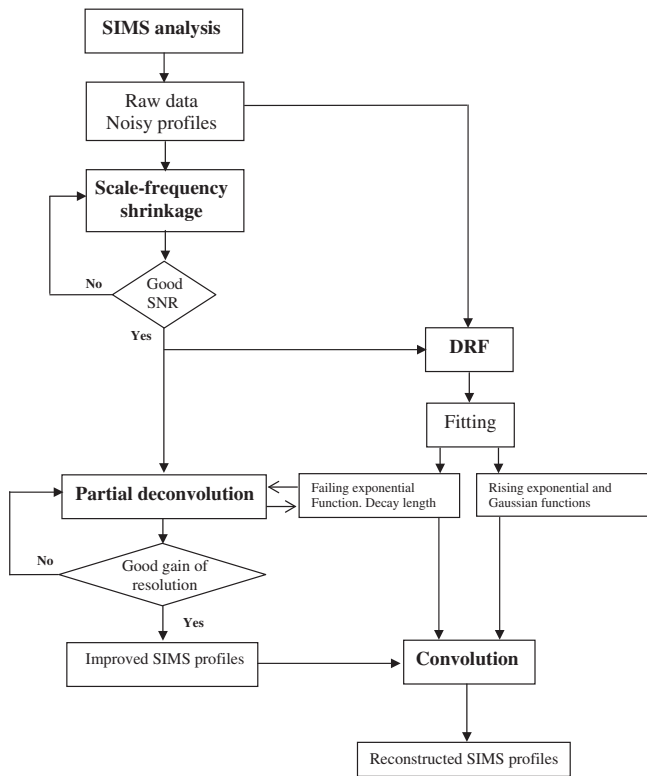 SIMS analysis
Raw data
Noisy profiles
Scale-frequency
shrinkage
No
Good
SNR
Yes
DRF
Fitting
Partial deconvolution
Failing exponential
Function. Decay length
Rising exponential and
Gaussian functions
No
Good gain of
resolution
Yes
Improved SIMS profiles
Convolution
Reconstructed SIMS profiles